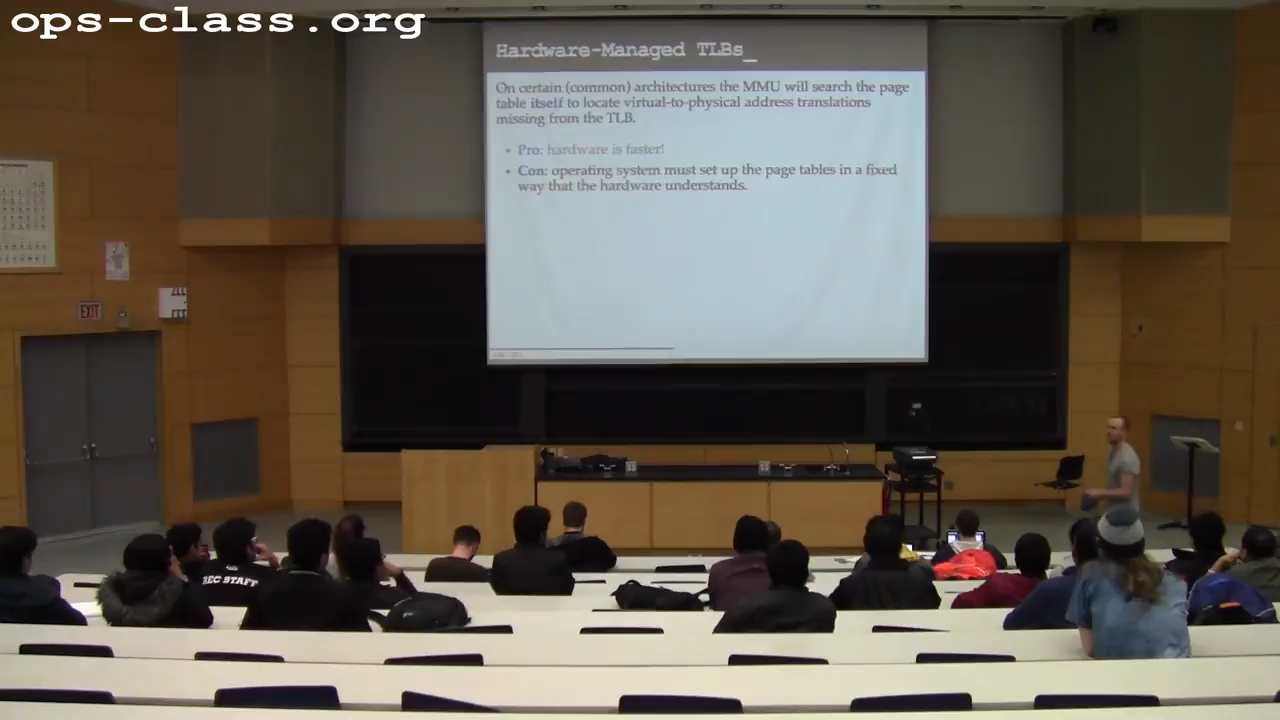 ops-class.org
Hardware-Managed TLBs_
On certain (common) architectures the MMU will search the page
table itself to locate virtual-to-physical address translations
missing from the TLB.
• Pro: hardware is faster!
• Con: operating system must set up the page tables in a fixed
way that the hardware understands.
EXIT
REC STAFF